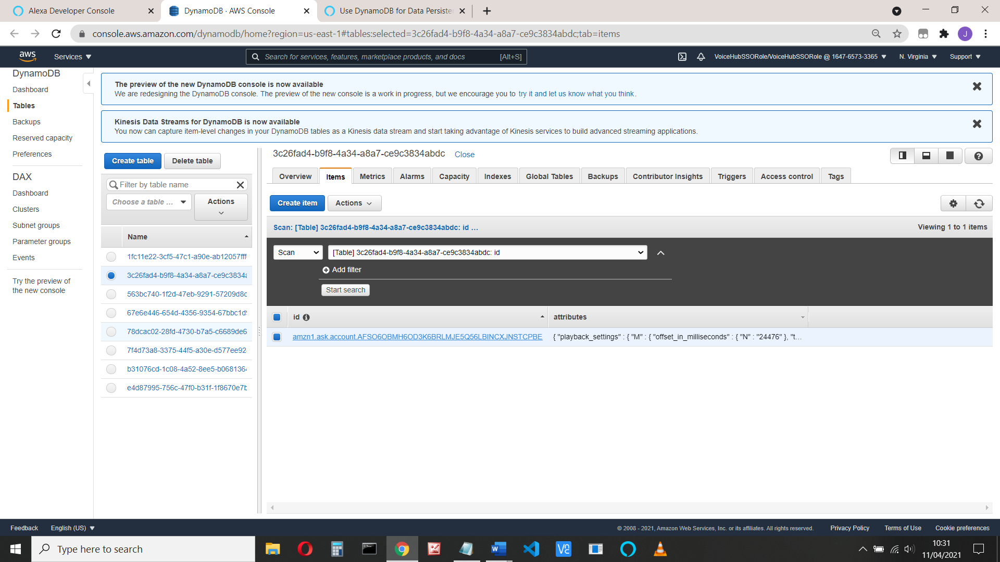 Alexa Developer Console
DynamoDB · AWS Console
Use DynamoDB for Data Persiste
console.aws.amazon.com/dynamodb/home?region=us-east-1#tables:selected=3c26fad4-b9f8-4a34-a8a7-ce9c3834abdc;tab=items
J
aws
Services
Search for services, features, marketplace products, and docs [Alt+S]
VoiceHubSSORole/VoiceHubSSORole @ 1647-6573-3365
N. Virginia
Support
DynamoDB
Dashboard
Tables
Backups
Reserved capacity
Preferences
DAX
Dashboard
Clusters
Subnet groups
Parameter groups
Events
Try the preview of
the new console
The preview of the new DynamoDB console is now available
We are redesigning the DynamoDB console. The preview of the new console is a work in progress, but we encourage you to try it and let us know what you think.
Kinesis Data Streams for DynamoDB is now available
You now can capture item-level changes in your DynamoDB tables as a Kinesis data stream and start taking advantage of Kinesis services to build advanced streaming applications.
Create table
Delete table
Filter by table name
Choose a table ...
Actions
Name
1fc11e22-3cf5-47c1-a90e-ab12057fff
3c26fad4-b9f8-4a34-a8a7-ce9c3834a
563bc740-1f2d-47eb-9291-57209d8c
67e6e446-654d-4356-9354-67bbc1d9
78dcac02-28fd-4730-b7a5-c6689de6
7f4d73a8-3375-44f5-a30e-d577ee92
b31076cd-1c08-4a52-8ee5-b0681364
e4d87995-756c-47f0-b31f-1f8670e7b
3c26fad4-b9f8-4a34-a8a7-ce9c3834abdc Close
Overview Items Metrics Alarms Capacity Indexes Global Tables Backups Contributor Insights Triggers Access control Tags
Create item
Actions
Scan: [Table] 3c26fad4-b9f8-4a34-a8a7-ce9c3834abdc: id ...
Viewing 1 to 1 items
Scan
[Table] 3c26fad4-b9f8-4a34-a8a7-ce9c3834abdc: id
Add filter
Start search
id
attributes
amzn1.ask.account.AFSO6OBMH6OD3K6BRLMJE5Q56LBINCXJNSTCPBE
{ "playback_settings" : { "M" : { "offset_in_milliseconds" : { "N" : "24476" }, "t...
Feedback
English (US)
© 2008 - 2021, Amazon Web Services, Inc. or its affiliates. All rights reserved.
Privacy Policy
Terms of Use
Cookie preferences
Type here to search
10:31
11/04/2021